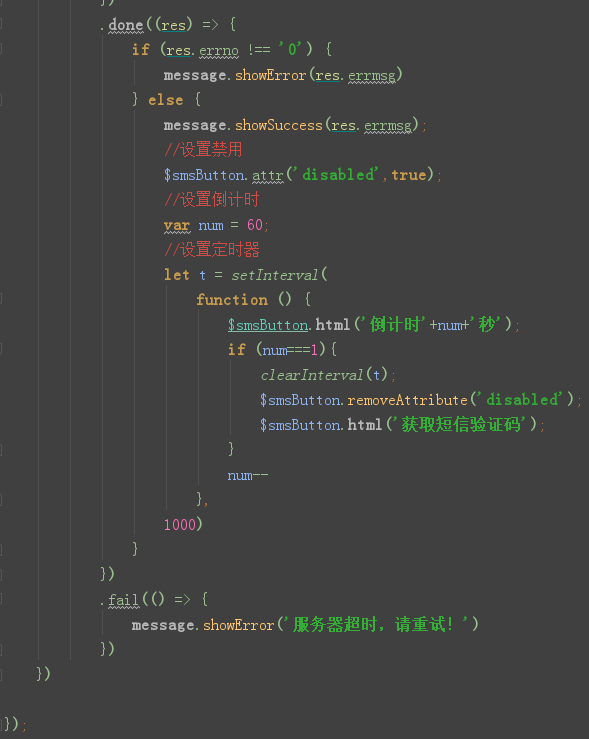 })
.done((res) => {
if (res.errno !== '0') {
message.showError(res.errmsg)
} else {
message.showSuccess(res.errmsg);
//设置禁用
$smsButton.attr('disabled',true);
//设置倒计时
var num = 60;
//设置定时器
let t = setInterval(
function () {
$smsButton.html('倒计时'+num+'秒');
if (num===1){
clearInterval(t);
$smsButton.removeAttribute('disabled');
$smsButton.html('获取短信验证码');
}
num--
},
1000)
}
})
.fail(() => {
message.showError('服务器超时，请重试！')
})
})
});